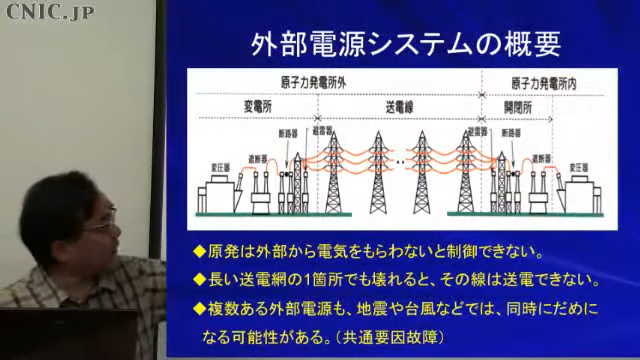 CNIC.jp
外部電源システムの概要
原子力発電所外
原子力発電所内
変電所
送電線
開閉所
避雷器
避雷器
断路器
断路器
遮断器
遮断器
変圧器
変圧器
◆原発は外部から電気をもらわないと制御できない。
◆長い送電網の1箇所でも壊れると、その線は送電できない。
◆複数ある外部電源も、地震や台風などでは、同時にだめに
なる可能性がある。（共通要因故障）